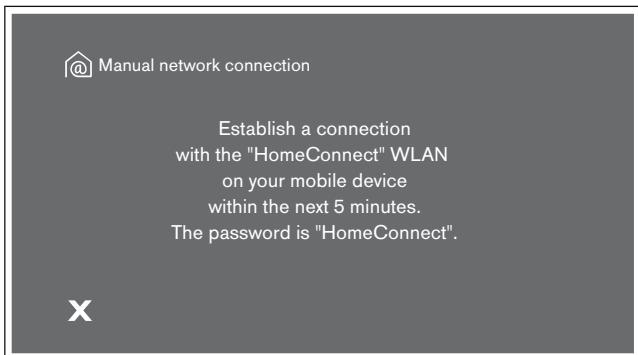 Manual network connection
Establish a connection
with the "HomeConnect" WLAN
on your mobile device
within the next 5 minutes.
The password is "HomeConnect".
X